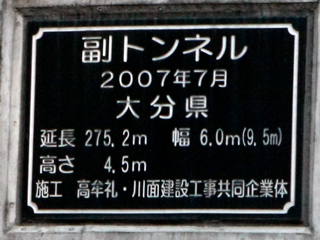 副トンネル
2007年7月
大分県
延長 275.2m 幅 6.0m(9.5m)
高さ 4.5m
施工 高牟礼・川面建設工事共同企業体